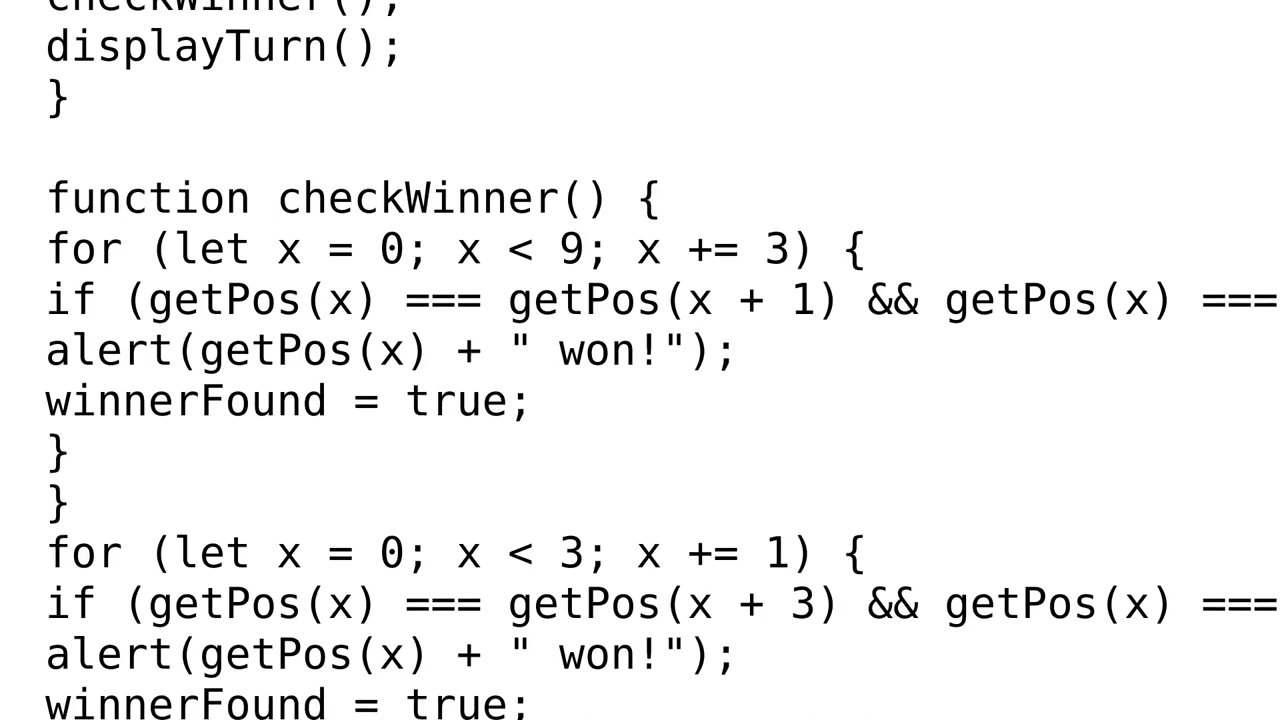 checkWinner();
displayTurn();
}

function checkWinner() {
for (let x = 0; x < 9; x += 3) {
if (getPos(x) === getPos(x + 1) && getPos(x) ===
alert(getPos(x) + " won!");
winnerFound = true;
}
}
for (let x = 0; x < 3; x += 1) {
if (getPos(x) === getPos(x + 3) && getPos(x) ===
alert(getPos(x) + " won!");
winnerFound = true;